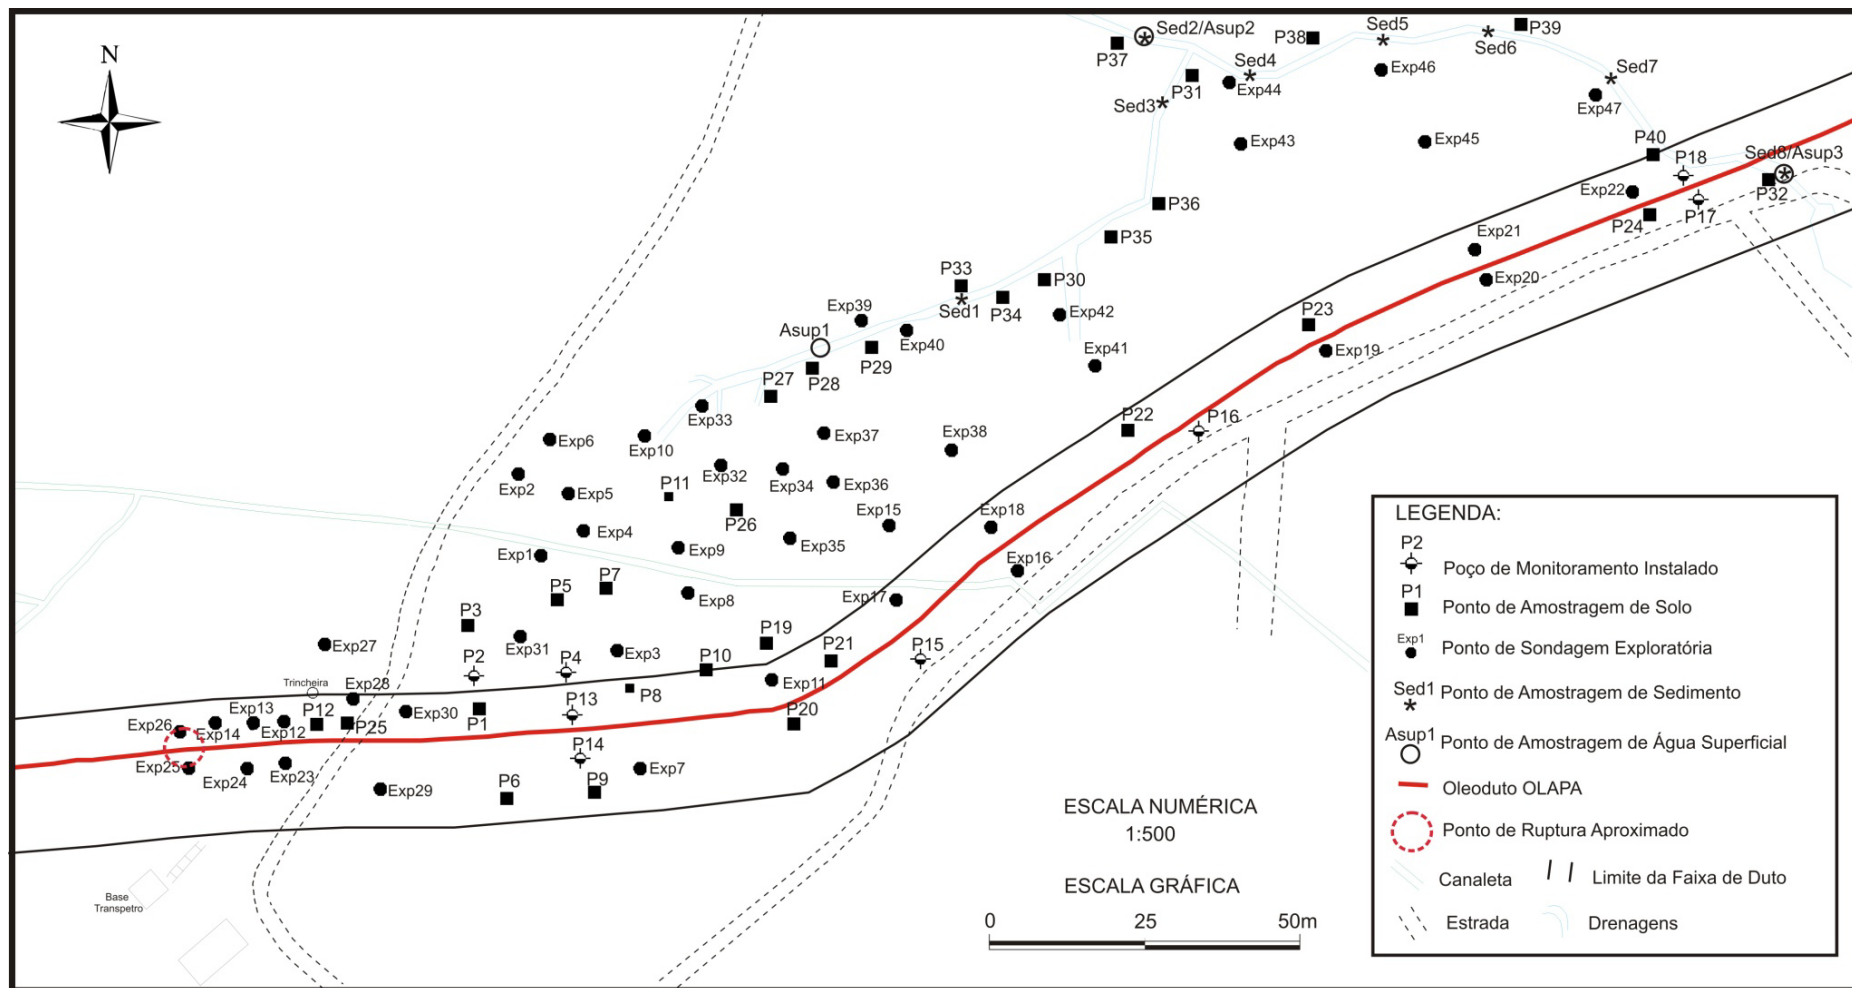 N
Sed2/Asup2
P37
P38
Sed5
Sed6
P39
Sed4
P31
Exp44
Exp46
Sed7
Sed3
Exp47
Exp43
Exp45
P40
P18
Sed8/Asup3
Exp22
P32
P36
P24
P17
P35
Exp21
Exp20
P33
P30
Sed1
P34
Exp42
Exp39
P23
Asup1
Exp40
P29
Exp41
Exp19
P28
P27
Exp33
P22
P16
Exp6
Exp10
Exp37
Exp38
Exp2
Exp5
P11
Exp32
Exp34
Exp36
Exp15
Exp18
Exp4
P26
Exp1
Exp9
Exp35
Exp16
P5
P7
Exp8
Exp17
P3
P19
Exp31
Exp27
P2
P4
Exp3
P10
P21
P15
Trincheira
Exp28
P8
Exp11
Exp13
P12
P25
Exp30
P1
P13
P20
Exp26
Exp14
Exp12
P14
Exp25
Exp24
Exp23
Exp29
P6
P9
Exp7
Base
Transpetro
ESCALA NUMÉRICA
1:500
ESCALA GRÁFICA
0 25 50m
LEGENDA:
P2
Poço de Monitoramento Instalado
P1
Ponto de Amostragem de Solo
Exp1
Ponto de Sondagem Exploratória
Sed1
Ponto de Amostragem de Sedimento
Asup1
Ponto de Amostragem de Água Superficial
Oleoduto OLAPA
Ponto de Ruptura Aproximado
Canaleta
Limite da Faixa de Duto
Estrada
Drenagens